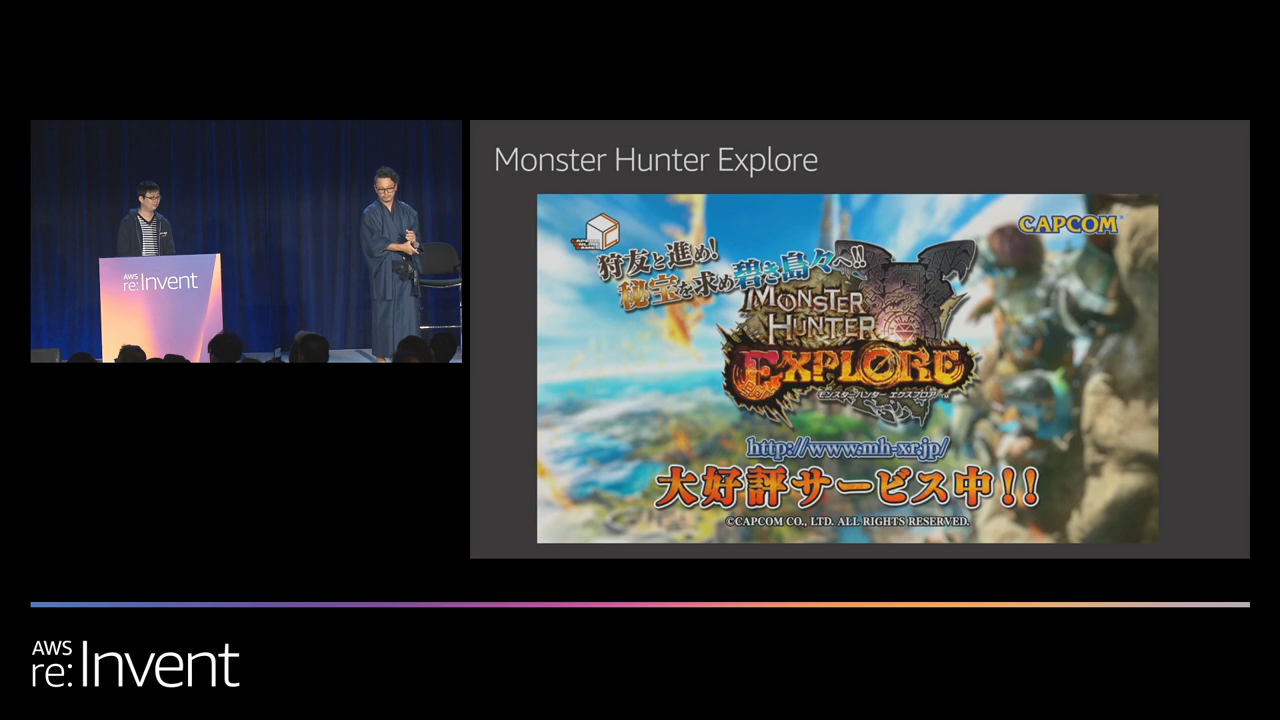 AWS
re:Invent
Monster Hunter Explore
CAPCOM
狩友と進め!
秘宝を求め碧き島々へ!!
MONSTER
HUNTER
EXPLORE
モンスターハンター エクスプロア
http://www.mh-xr.jp/
大好評サービス中!!
©CAPCOM CO., LTD. ALL RIGHTS RESERVED.
AWS
re:Invent